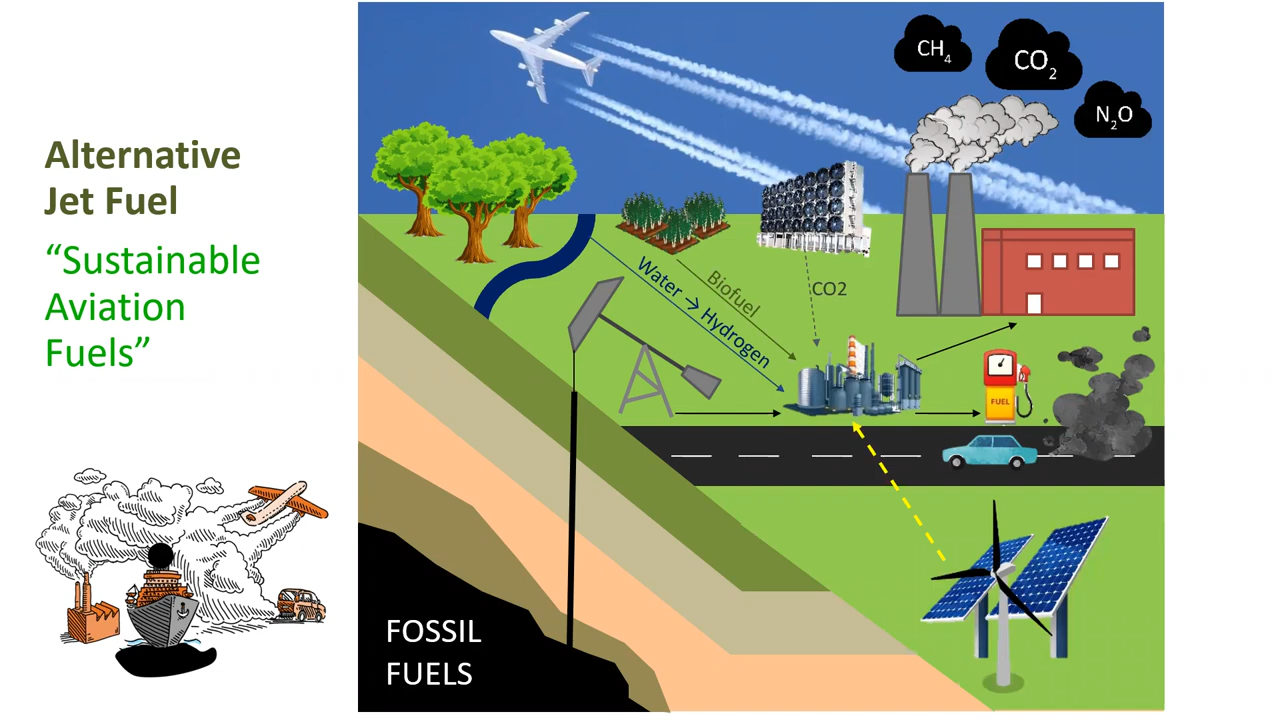 Alternative
Jet Fuel
“Sustainable
Aviation
Fuels”
CH₄
CO₂
N₂O
Water → Hydrogen
Biofuel
CO2
FUEL
FOSSIL
FUELS